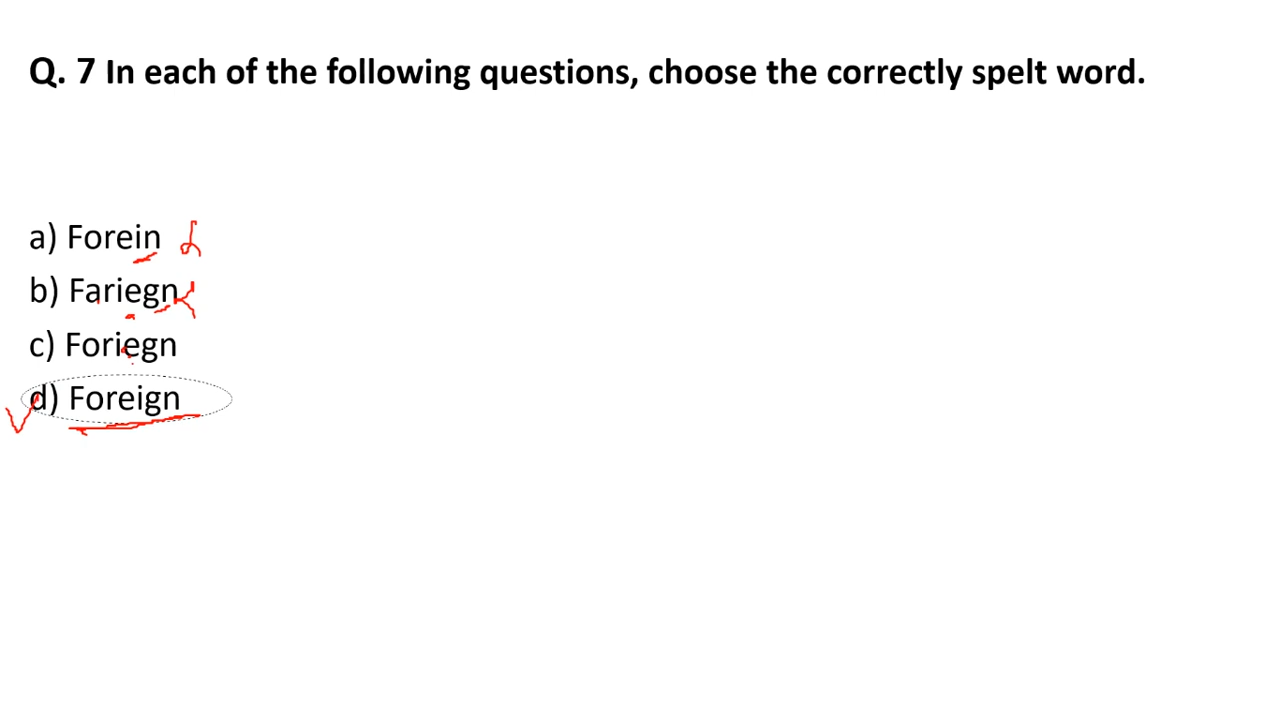 Q. 7 In each of the following questions, choose the correctly spelt word.
a) Forein
b) Fariegn
c) Foriegn
d) Foreign